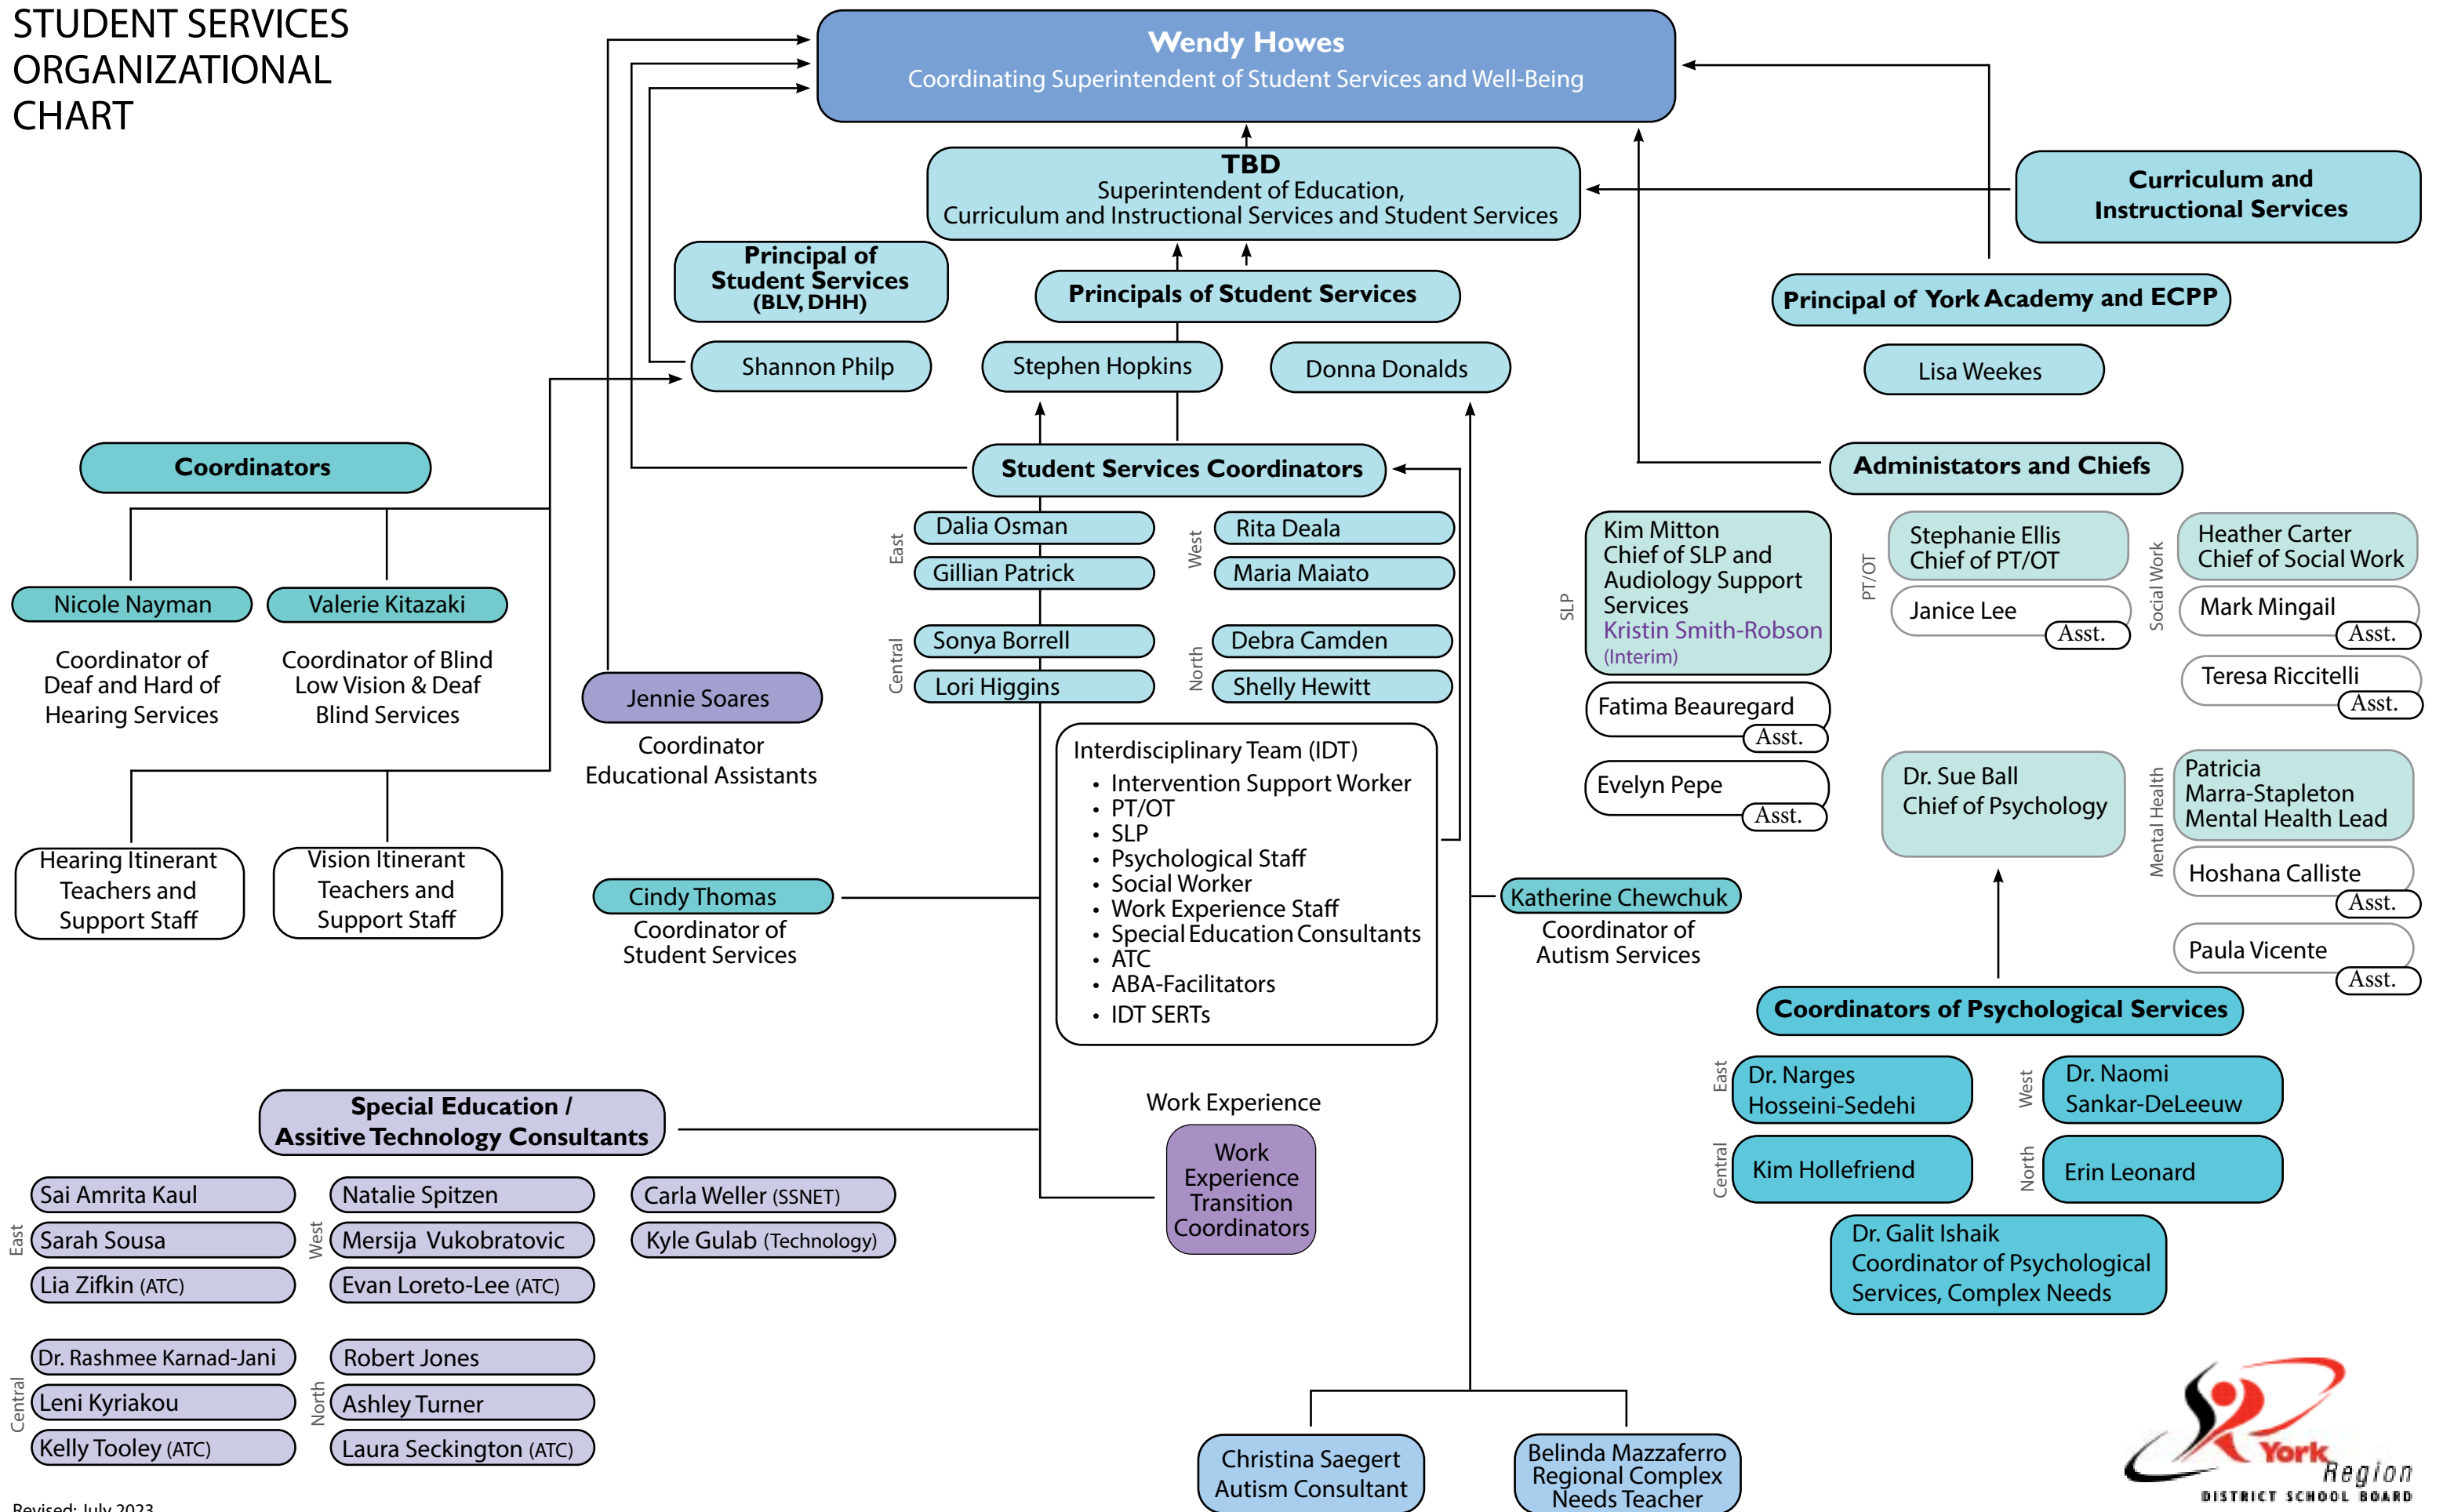 STUDENT SERVICES
ORGANIZATIONAL
CHART
Wendy Howes
Coordinating Superintendent of Student Services and Well-Being
TBD
Superintendent of Education,
Curriculum and Instructional Services and Student Services
Curriculum and
Instructional Services
Principal of
Student Services
(BLV, DHH)
Principals of Student Services
Principal of York Academy and ECPP
Shannon Philp
Stephen Hopkins
Donna Donalds
Lisa Weekes
Coordinators
Student Services Coordinators
Administators and Chiefs
Nicole Nayman
Coordinator of
Deaf and Hard of
Hearing Services
Valerie Kitazaki
Coordinator of Blind
Low Vision & Deaf
Blind Services
Hearing Itinerant
Teachers and
Support Staff
Vision Itinerant
Teachers and
Support Staff
Jennie Soares
Coordinator
Educational Assistants
Cindy Thomas
Coordinator of
Student Services
East
Dalia Osman
Gillian Patrick
West
Rita Deala
Maria Maiato
Central
Sonya Borrell
Lori Higgins
North
Debra Camden
Shelly Hewitt
Interdisciplinary Team (IDT)
• Intervention Support Worker
• PT/OT
• SLP
• Psychological Staff
• Social Worker
• Work Experience Staff
• Special Education Consultants
• ATC
• ABA-Facilitators
• IDT SERTs
Katherine Chewchuk
Coordinator of
Autism Services
SLP
Kim Mitton
Chief of SLP and
Audiology Support
Services
Kristin Smith-Robson
(Interim)
Fatima Beauregard
Asst.
Evelyn Pepe
Asst.
PT/OT
Stephanie Ellis
Chief of PT/OT
Janice Lee
Asst.
Social Work
Heather Carter
Chief of Social Work
Mark Mingail
Asst.
Teresa Riccitelli
Asst.
Dr. Sue Ball
Chief of Psychology
Mental Health
Patricia
Marra-Stapleton
Mental Health Lead
Hoshana Calliste
Asst.
Paula Vicente
Asst.
Coordinators of Psychological Services
East
Dr. Narges
Hosseini-Sedehi
West
Dr. Naomi
Sankar-DeLeeuw
Central
Kim Hollefriend
North
Erin Leonard
Dr. Galit Ishaik
Coordinator of Psychological
Services, Complex Needs
Special Education /
Assitive Technology Consultants
East
Sai Amrita Kaul
Sarah Sousa
Lia Zifkin (ATC)
West
Natalie Spitzen
Mersija Vukobratovic
Evan Loreto-Lee (ATC)
Carla Weller (SSNET)
Kyle Gulab (Technology)
Central
Dr. Rashmee Karnad-Jani
Leni Kyriakou
Kelly Tooley (ATC)
North
Robert Jones
Ashley Turner
Laura Seckington (ATC)
Work Experience
Work
Experience
Transition
Coordinators
Christina Saegert
Autism Consultant
Belinda Mazzaferro
Regional Complex
Needs Teacher
York
Region
DISTRICT SCHOOL BOARD
Revised: July 2023